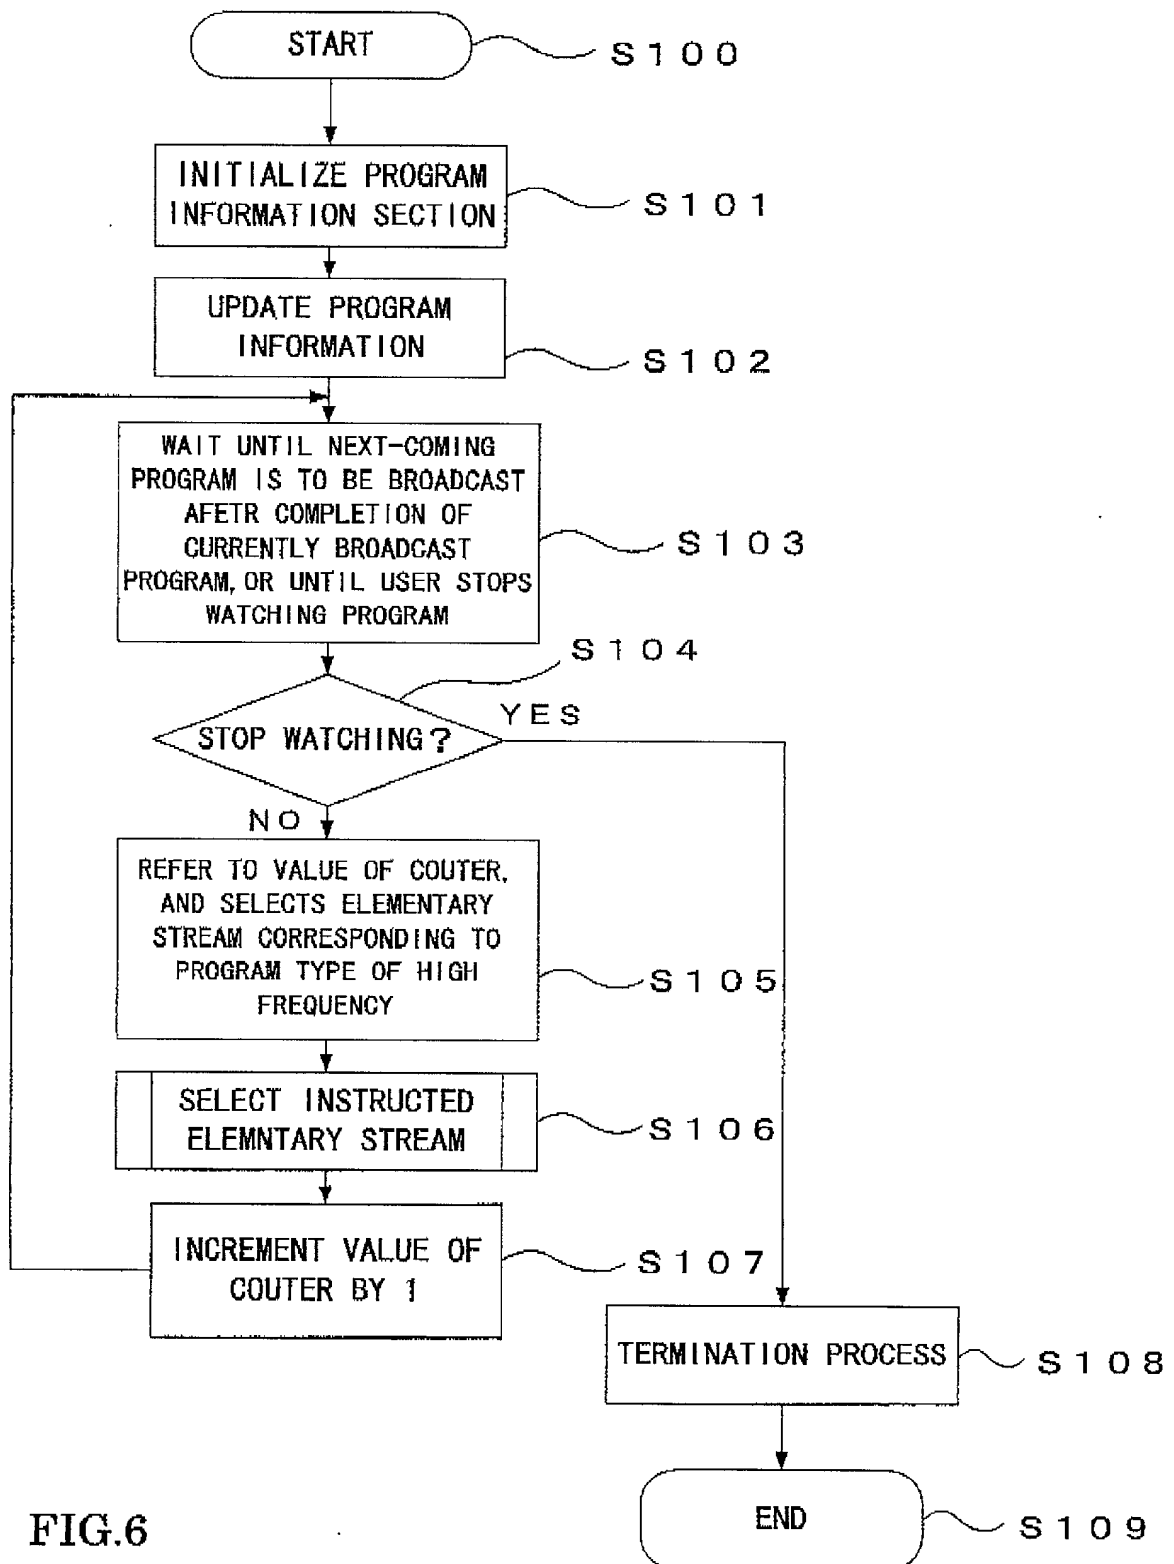 START
S100
INITIALIZE PROGRAM
INFORMATION SECTION
S101
UPDATE PROGRAM
INFORMATION
S102
WAIT UNTIL NEXT-COMING
PROGRAM IS TO BE BROADCAST
AFETR COMPLETION OF
CURRENTLY BROADCAST
PROGRAM, OR UNTIL USER STOPS
WATCHING PROGRAM
S103
S104
STOP WATCHING?
YES
NO
REFER TO VALUE OF COUTER,
AND SELECTS ELEMENTARY
STREAM CORRESPONDING TO
PROGRAM TYPE OF HIGH
FREQUENCY
S105
SELECT INSTRUCTED
ELEMNTARY STREAM
S106
INCREMENT VALUE OF
COUTER BY 1
S107
TERMINATION PROCESS
S108
END
S109
FIG.6